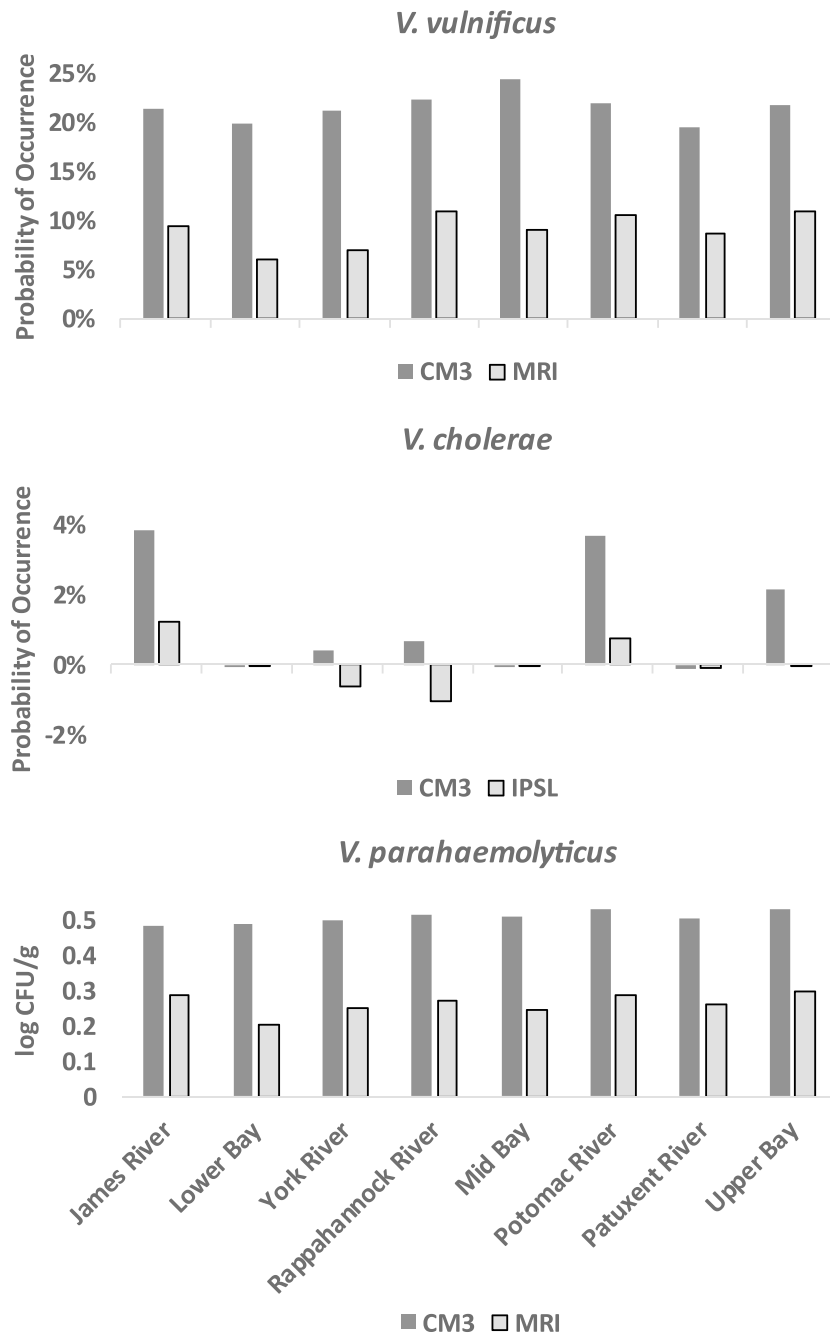 V. vulnificus
Probability of Occurrence
25%
20%
15%
10%
5%
0%
CM3 MRI
V. cholerae
Probability of Occurrence
4%
2%
0%
-2%
CM3 IPSL
V. parahaemolyticus
log CFU/g
0.5
0.4
0.3
0.2
0.1
0
James River
Lower Bay
York River
Rappahannock River
Mid Bay
Potomac River
Patuxent River
Upper Bay
CM3 MRI